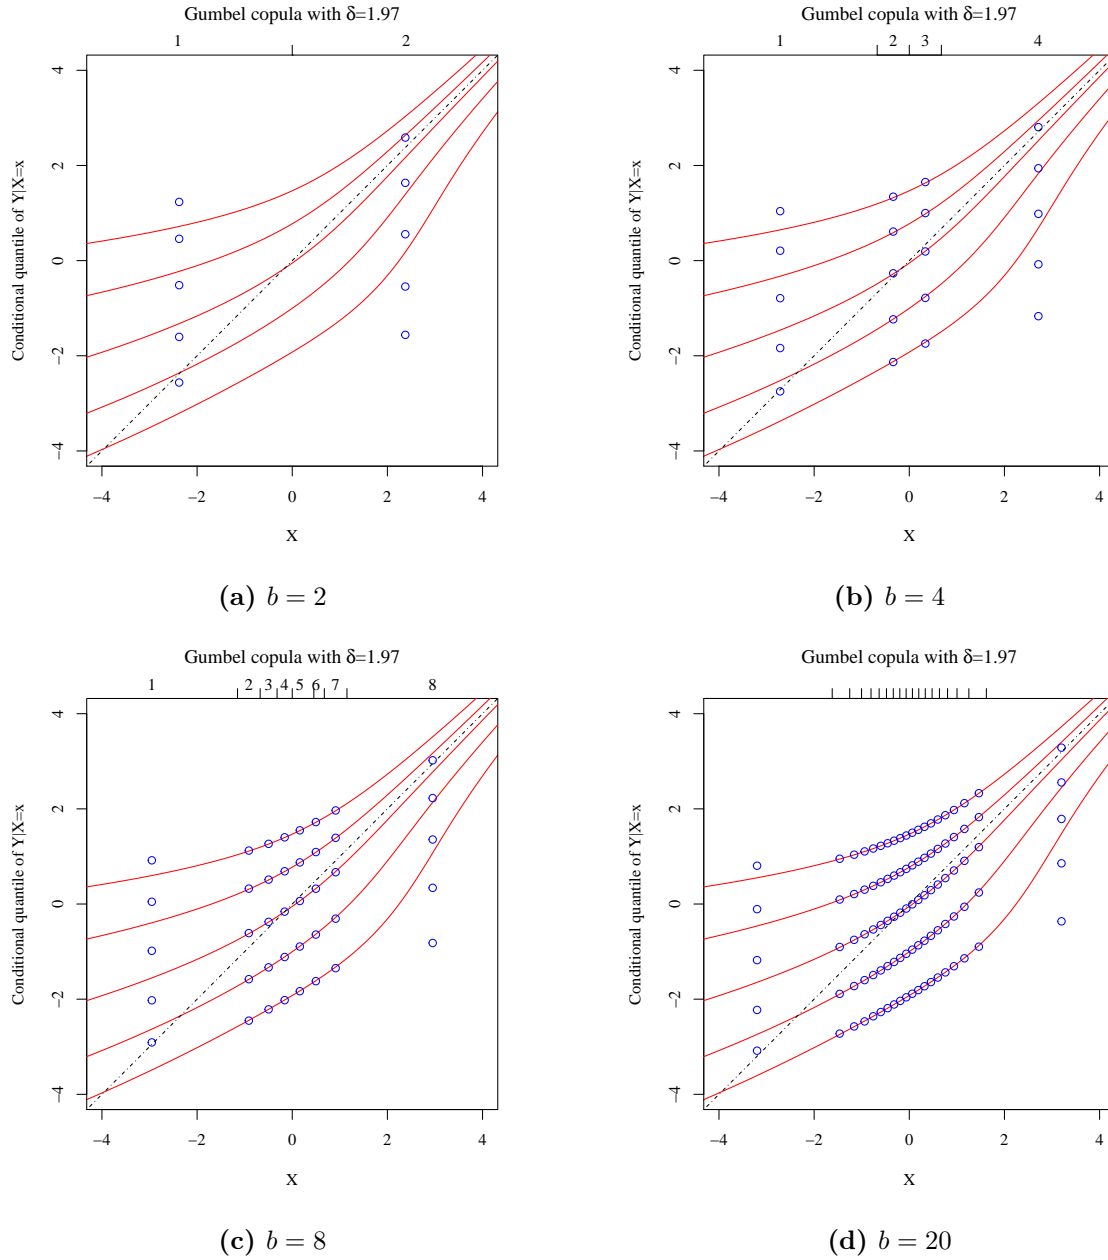 Gumbel copula with δ=1.97
1 2
4
2
0
−2
−4
Conditional quantile of Y|X=x
−4 −2 0 2 4
X
(a) b = 2
Gumbel copula with δ=1.97
1 2 3 4
4
2
0
−2
−4
Conditional quantile of Y|X=x
−4 −2 0 2 4
X
(b) b = 4
Gumbel copula with δ=1.97
1 2 3 4 5 6 7 8
4
2
0
−2
−4
Conditional quantile of Y|X=x
−4 −2 0 2 4
X
(c) b = 8
Gumbel copula with δ=1.97
4
2
0
−2
−4
Conditional quantile of Y|X=x
−4 −2 0 2 4
X
(d) b = 20